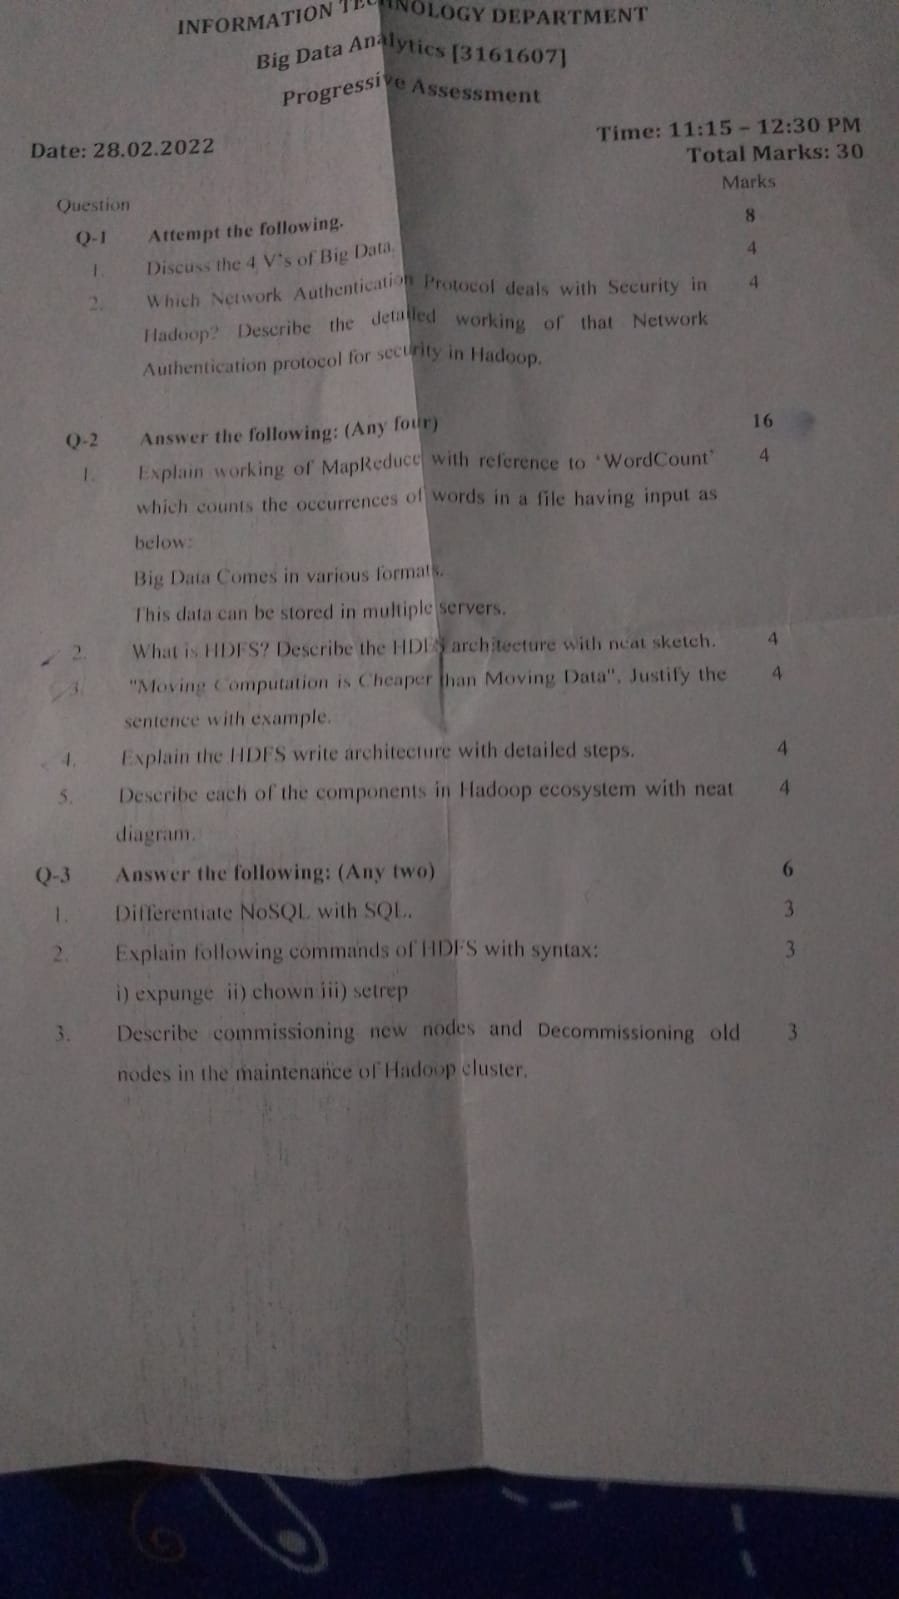 INFORMATION TECHNOLOGY DEPARTMENT
Big Data Analytics [3161607]
Progressive Assessment
Date: 28.02.2022
Time: 11:15 – 12:30 PM
Total Marks: 30
Question Marks
Q-1 Attempt the following. 8
1. Discuss the 4 V's of Big Data. 4
2. Which Network Authentication Protocol deals with Security in 4
Hadoop? Describe the detailed working of that Network
Authentication protocol for security in Hadoop.
Q-2 Answer the following: (Any four) 16
1. Explain working of MapReduce with reference to 'WordCount' 4
which counts the occurrences of words in a file having input as
below:
Big Data Comes in various formats.
This data can be stored in multiple servers.
2. What is HDFS? Describe the HDFS architecture with neat sketch. 4
3. "Moving Computation is Cheaper than Moving Data". Justify the 4
sentence with example.
4. Explain the HDFS write architecture with detailed steps. 4
5. Describe each of the components in Hadoop ecosystem with neat 4
diagram.
Q-3 Answer the following: (Any two) 6
1. Differentiate NoSQL with SQL. 3
2. Explain following commands of HDFS with syntax: 3
i) expunge ii) chown iii) setrep
3. Describe commissioning new nodes and Decommissioning old 3
nodes in the maintenance of Hadoop cluster.